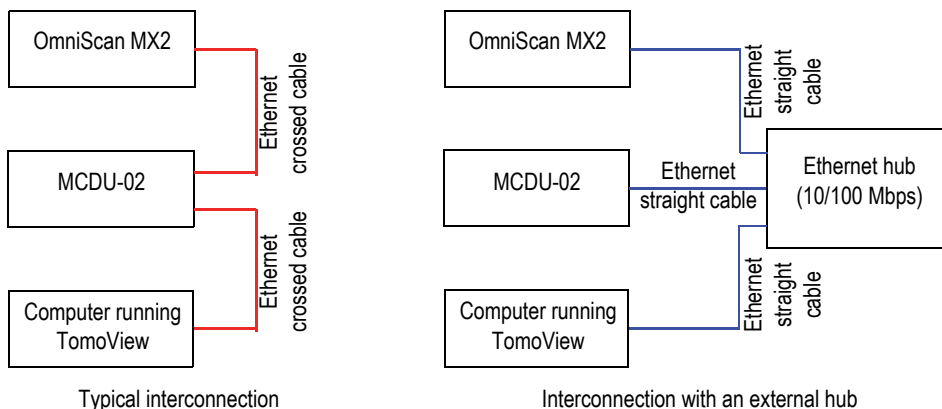 OmniScan MX2
Ethernet
crossed cable
MCDU-02
Ethernet
crossed cable
Computer running
TomoView
Typical interconnection
OmniScan MX2
Ethernet
straight
cable
MCDU-02
Ethernet
straight cable
Ethernet hub
(10/100 Mbps)
Ethernet
straight
cable
Computer running
TomoView
Interconnection with an external hub